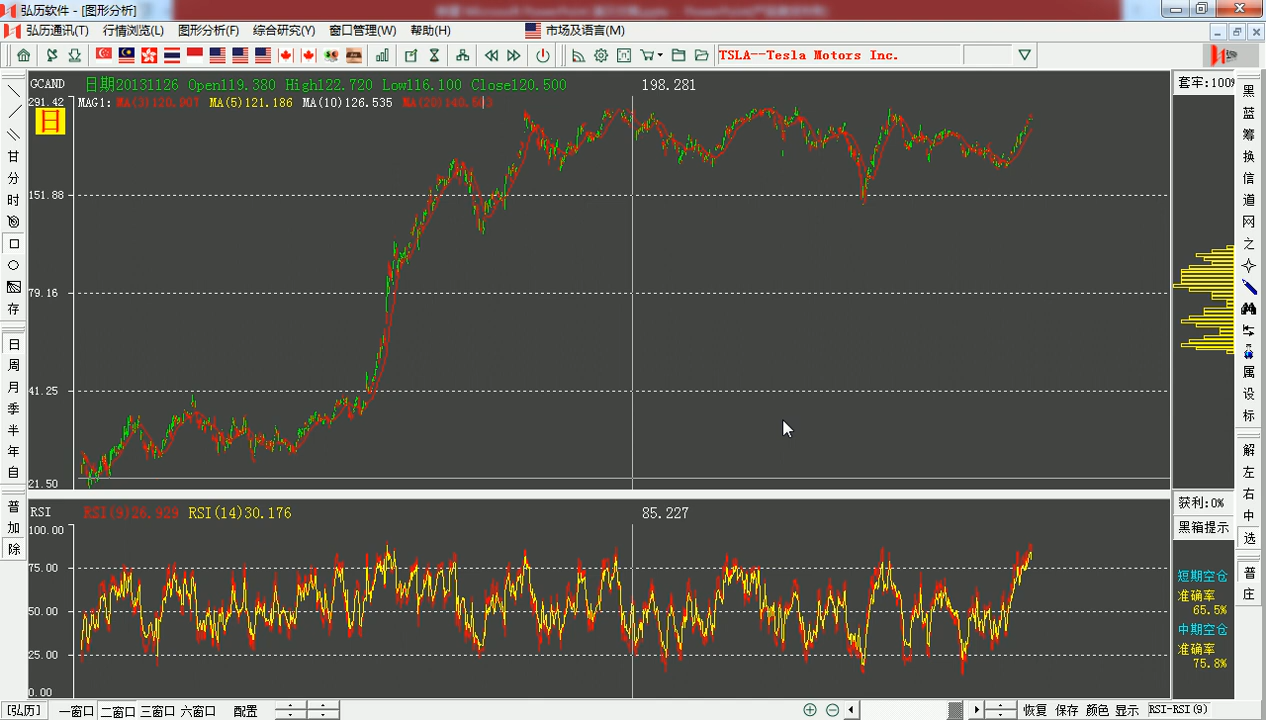 弘历软件 - [图形分析]
弘历通讯(T) 行情浏览(L) 图形分析(F) 综合研究(Y) 窗口管理(W) 帮助(H) 市场及语言(M)
TSLA--Tesla Motors Inc.
GCAND 日期20131126 Open119.380 High122.720 Low116.100 Close120.500 198.281 套牢:100%
291.42 MAG1: MA(3)120.007 MA(5)121.186 MA(10)126.535
日
151.88
79.16
41.25
21.50
甘
分
时
存
日
周
月
季
半
年
自
普
加
除
RSI RSI(9)26.929 RSI(14)30.176 85.227
100.00
75.00
50.00
25.00
0.00
获利:0%
黑箱提示
短期空仓
准确率
65.5%
中期空仓
准确率
75.8%
黑
蓝
筹
换
信
道
网
之
属
设
标
解
左
右
中
选
普
庄
[弘历] 一窗口 二窗口 三窗口 六窗口 配置 恢复 保存 颜色 显示 RSI-RSI(9)